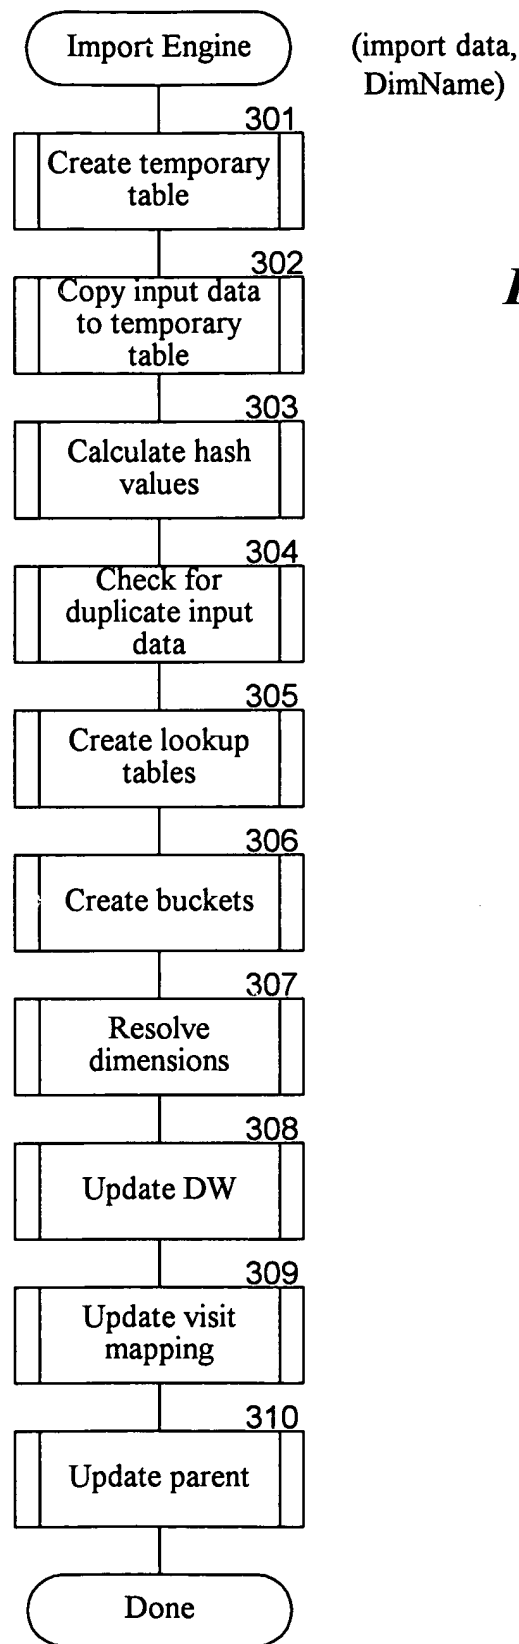 Import Engine
(import data,
DimName)
301
Create temporary
table
302
Copy input data
to temporary
table
303
Calculate hash
values
304
Check for
duplicate input
data
305
Create lookup
tables
306
Create buckets
307
Resolve
dimensions
308
Update DW
309
Update visit
mapping
310
Update parent
Done